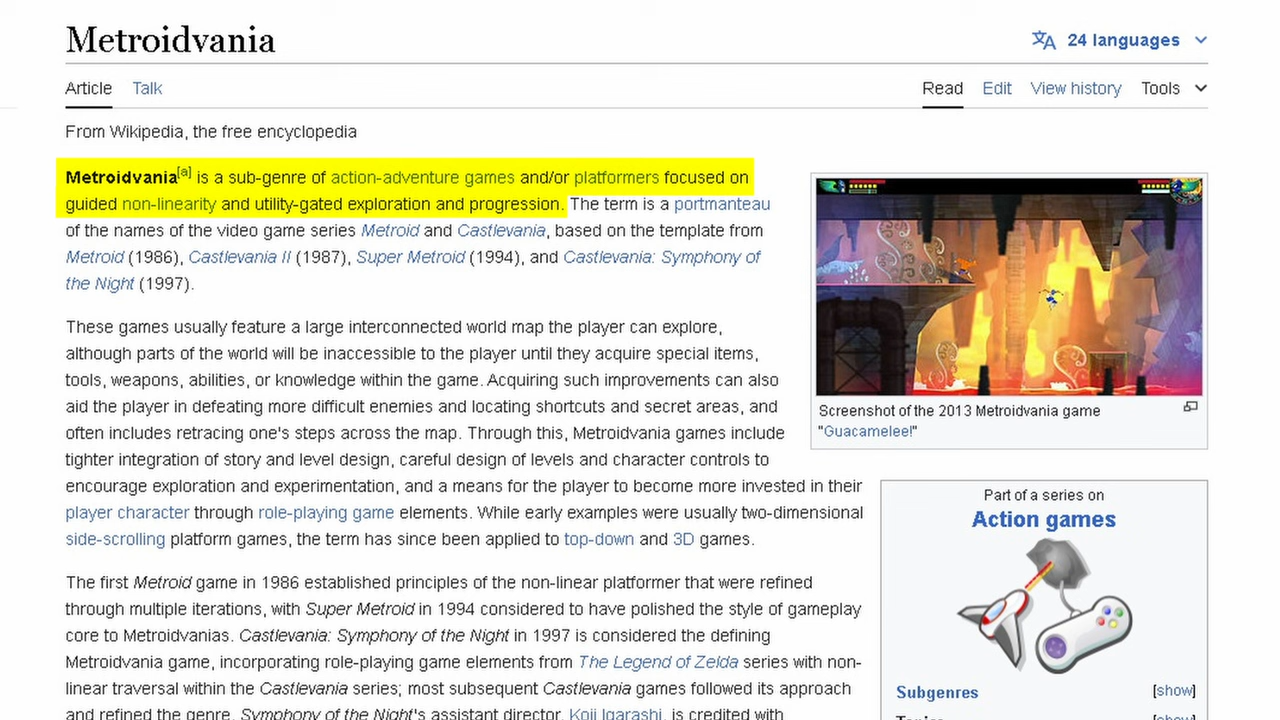 Metroidvania
24 languages
Article Talk
Read Edit View history Tools
From Wikipedia, the free encyclopedia
Metroidvania[a] is a sub-genre of action-adventure games and/or platformers focused on
guided non-linearity and utility-gated exploration and progression. The term is a portmanteau
of the names of the video game series Metroid and Castlevania, based on the template from
Metroid (1986), Castlevania II (1987), Super Metroid (1994), and Castlevania: Symphony of
the Night (1997).
These games usually feature a large interconnected world map the player can explore,
although parts of the world will be inaccessible to the player until they acquire special items,
tools, weapons, abilities, or knowledge within the game. Acquiring such improvements can also
aid the player in defeating more difficult enemies and locating shortcuts and secret areas, and
often includes retracing one's steps across the map. Through this, Metroidvania games include
tighter integration of story and level design, careful design of levels and character controls to
encourage exploration and experimentation, and a means for the player to become more invested in their
player character through role-playing game elements. While early examples were usually two-dimensional
side-scrolling platform games, the term has since been applied to top-down and 3D games.
The first Metroid game in 1986 established principles of the non-linear platformer that were refined
through multiple iterations, with Super Metroid in 1994 considered to have polished the style of gameplay
core to Metroidvanias. Castlevania: Symphony of the Night in 1997 is considered the defining
Metroidvania game, incorporating role-playing game elements from The Legend of Zelda series with non-
linear traversal within the Castlevania series; most subsequent Castlevania games followed its approach
and refined the genre. Symphony of the Night's assistant director, Koji Igarashi, is credited with
Screenshot of the 2013 Metroidvania game
"Guacamelee!"
Part of a series on
Action games
Subgenres [show]
Topics [show]